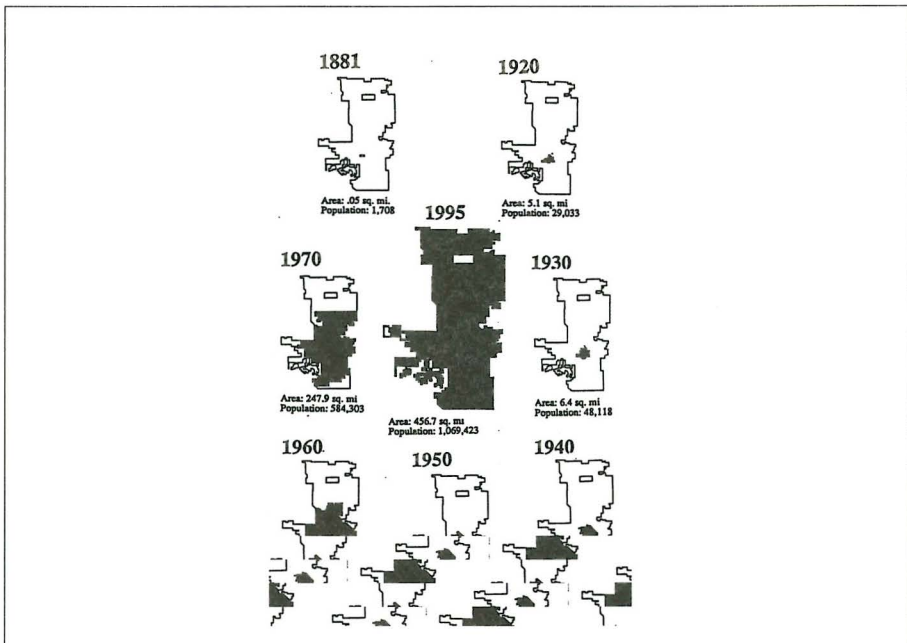 1881
1920
Area: .05 sq. mi.
Population: 1,708
Area: 5.1 sq. mi
Population: 29,033
1995
1970
1930
Area: 247.9 sq. mi
Population: 584,303
Area: 456.7 sq. mi
Population: 1,069,423
Area: 6.4 sq. mi
Population: 48,118
1960
1950
1940